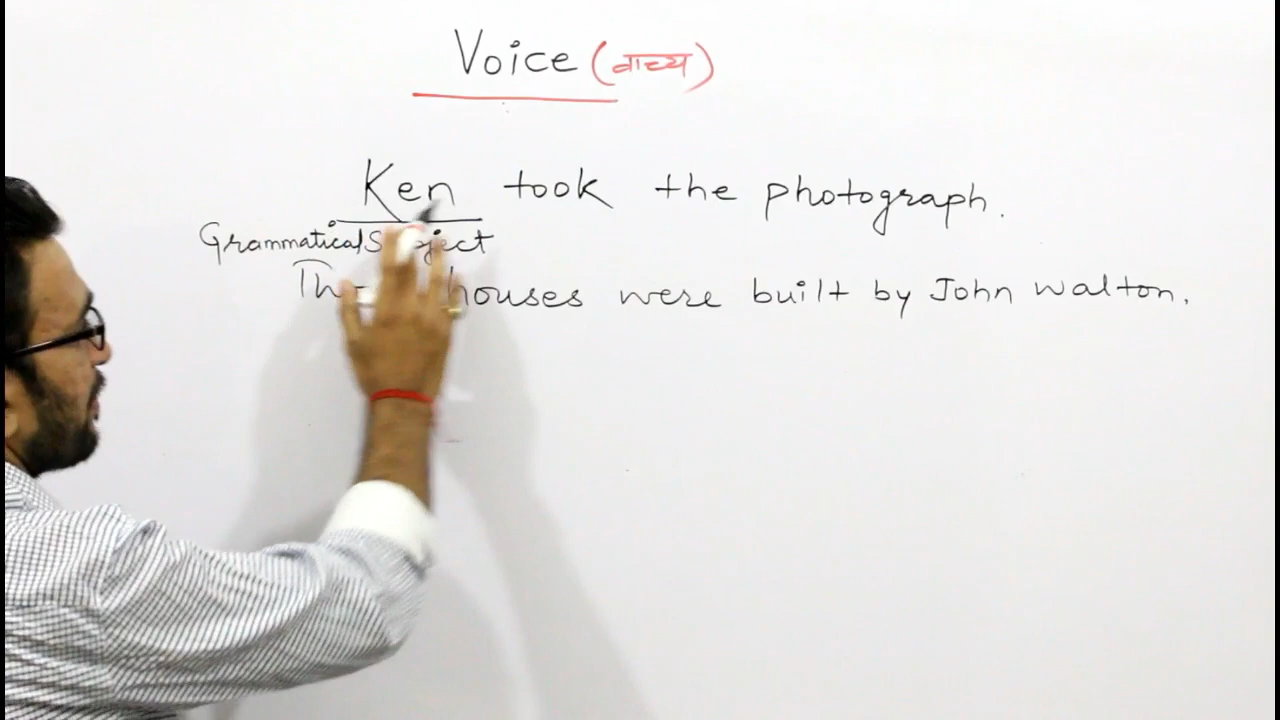 Voice (वाच्य)
Ken took the photograph.
Grammatical
houses were built by John Walton.